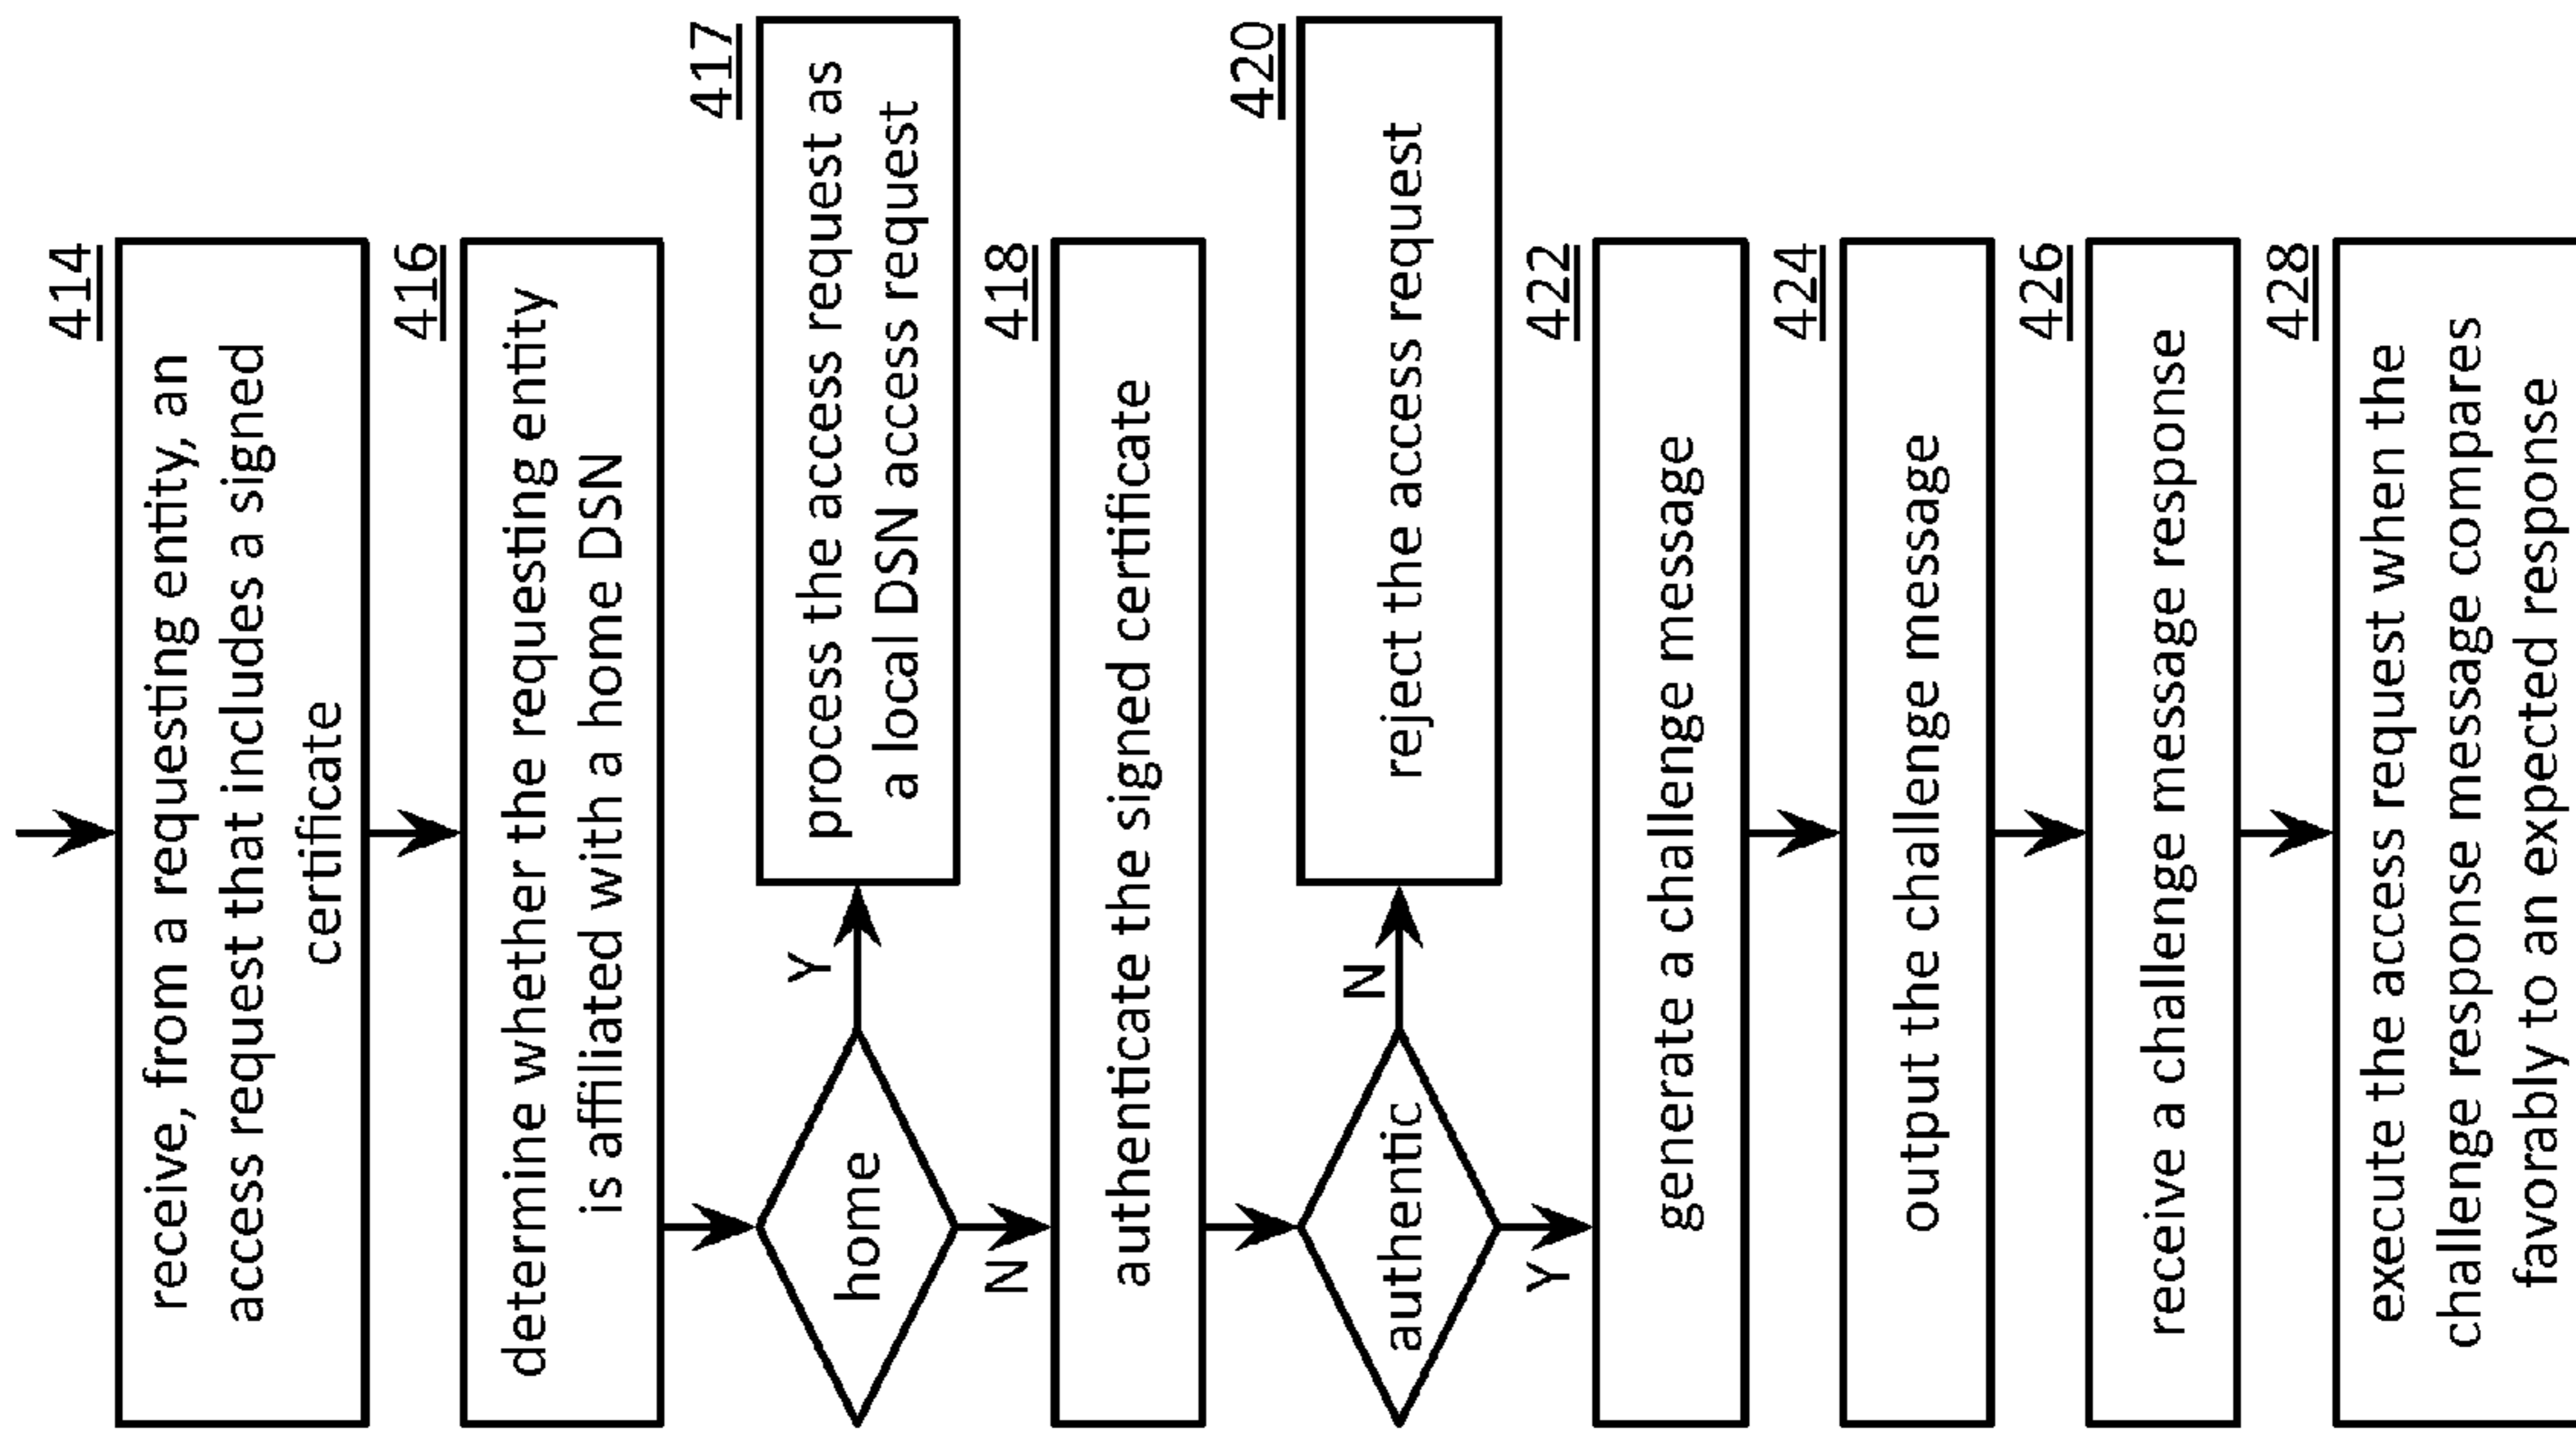 414
receive, from a requesting entity, an
access request that includes a signed
certificate
416
determine whether the requesting entity
is affiliated with a home DSN
home
Y
417
process the access request as
a local DSN access request
N
418
authenticate the signed certificate
authentic
N
420
reject the access request
Y
422
generate a challenge message
424
output the challenge message
426
receive a challenge message response
428
execute the access request when the
challenge response message compares
favorably to an expected response